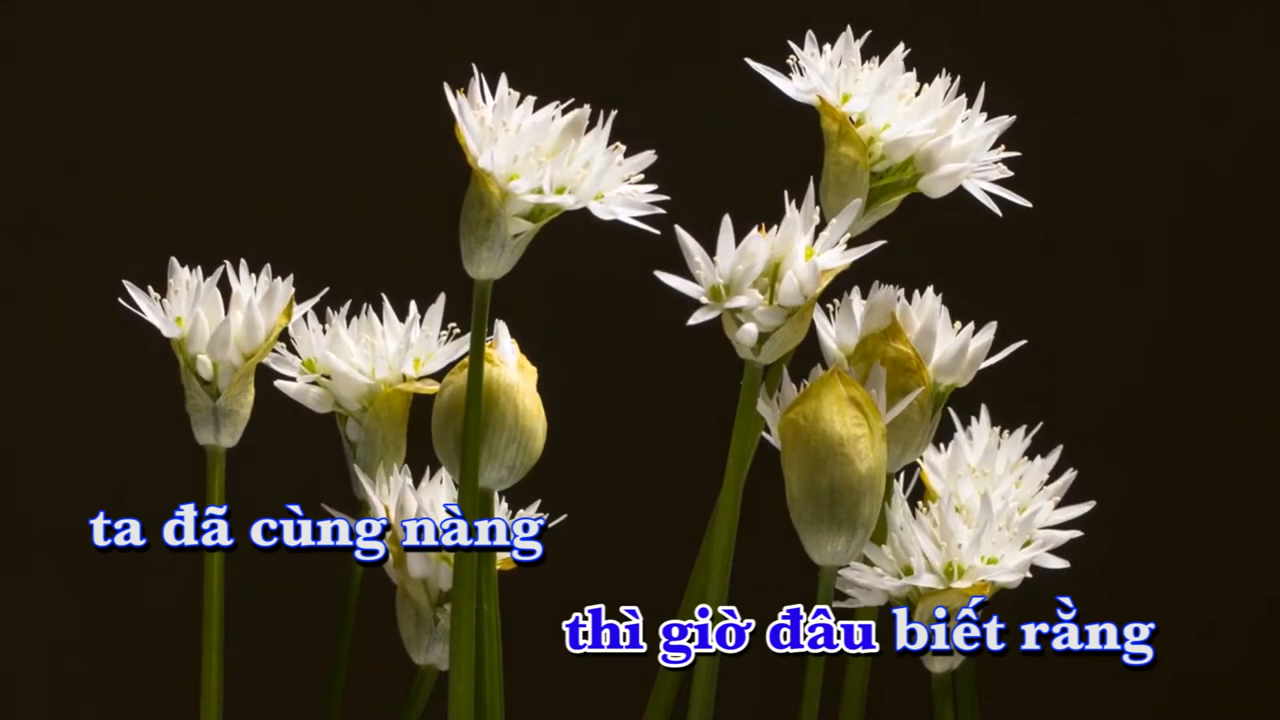 ta đã cùng nàng
thì giờ đâu biết rằng